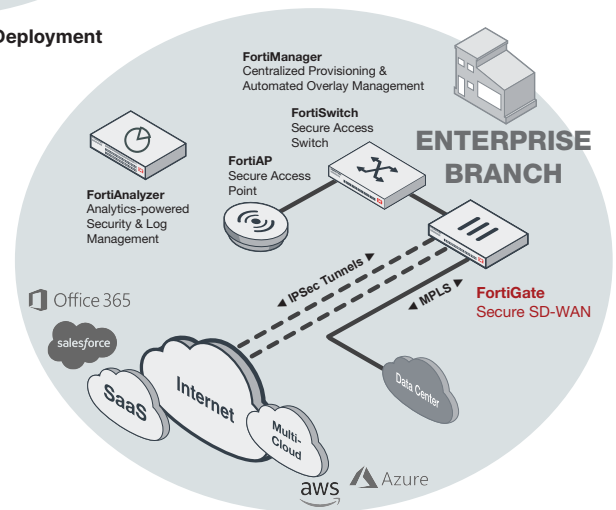 Deployment
FortiManager
Centralized Provisioning &
Automated Overlay Management
FortiSwitch
Secure Access
Switch
ENTERPRISE
BRANCH
FortiAP
Secure Access
Point
FortiAnalyzer
Analytics-powered
Security & Log
Management
◀ IPSec Tunnels ▶
◀ MPLS ▶
FortiGate
Secure SD-WAN
Office 365
salesforce
SaaS
Internet
Multi-
Cloud
Data Center
aws
Azure